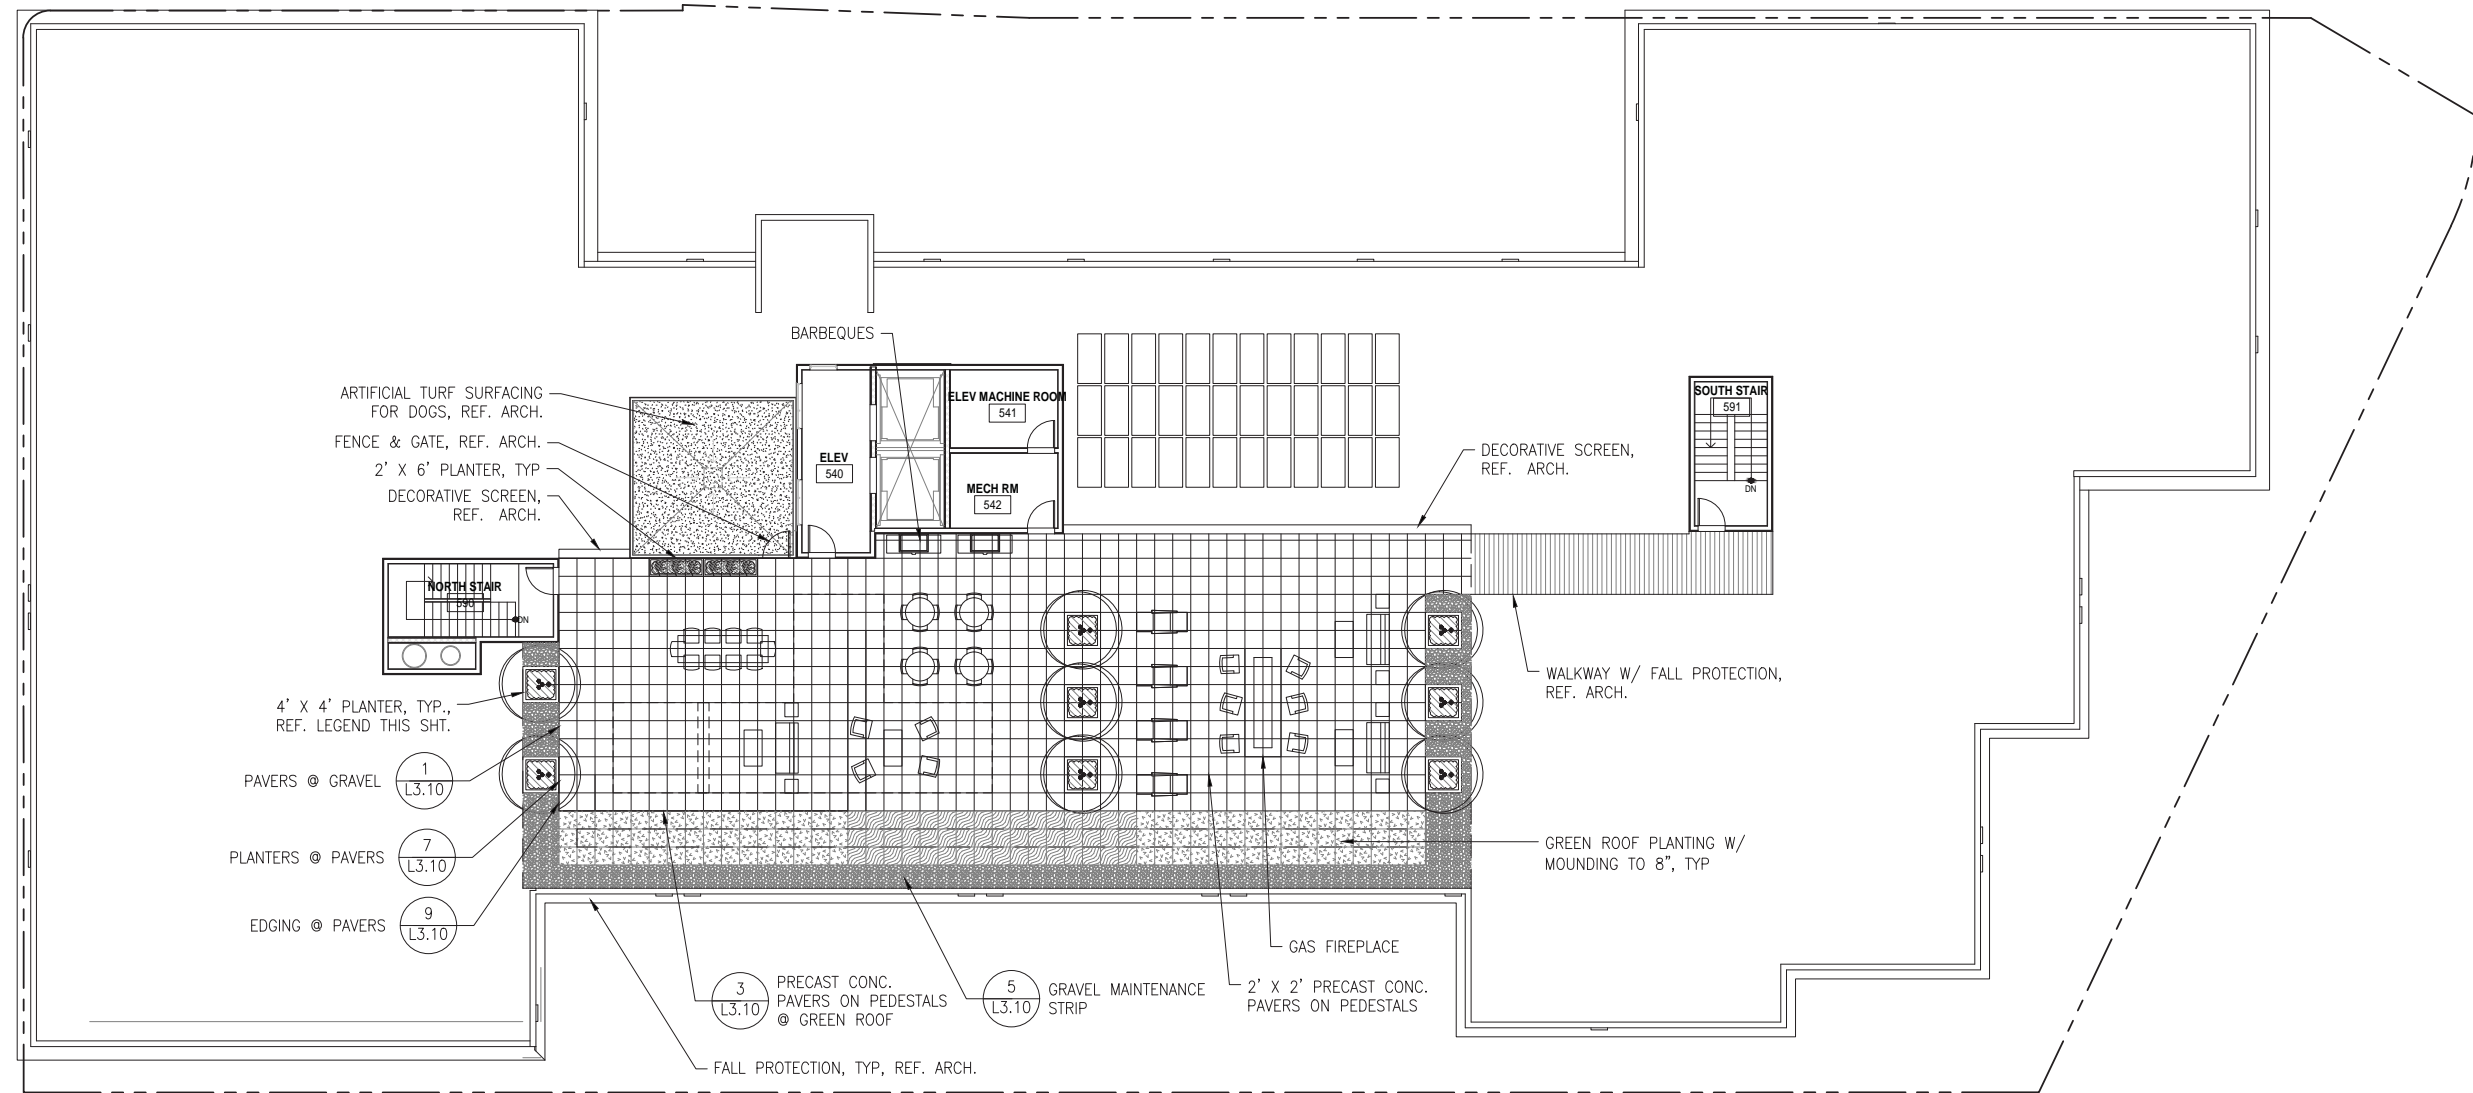 BARBEQUES
ARTIFICIAL TURF SURFACING
FOR DOGS, REF. ARCH.
FENCE & GATE, REF. ARCH.
2' X 6' PLANTER, TYP
DECORATIVE SCREEN,
REF. ARCH.
ELEV MACHINE ROOM
541
ELEV
540
MECH RM
542
SOUTH STAIR
591
DN
DECORATIVE SCREEN,
REF. ARCH.
NORTH STAIR
590
DN
WALKWAY W/ FALL PROTECTION,
REF. ARCH.
4' X 4' PLANTER, TYP.,
REF. LEGEND THIS SHT.
PAVERS @ GRAVEL
1
L3.10
PLANTERS @ PAVERS
7
L3.10
EDGING @ PAVERS
9
L3.10
GREEN ROOF PLANTING W/
MOUNDING TO 8", TYP
GAS FIREPLACE
3
L3.10
PRECAST CONC.
PAVERS ON PEDESTALS
@ GREEN ROOF
5
L3.10
GRAVEL MAINTENANCE
STRIP
2' X 2' PRECAST CONC.
PAVERS ON PEDESTALS
FALL PROTECTION, TYP, REF. ARCH.